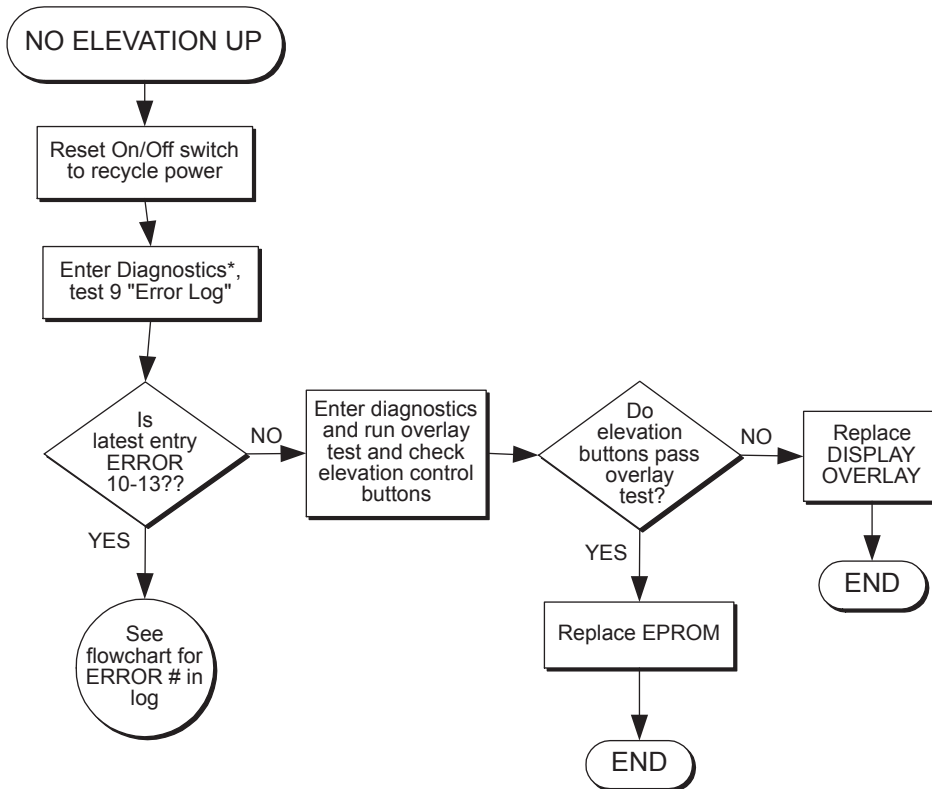 NO ELEVATION UP
Reset On/Off switch
to recycle power
Enter Diagnostics*,
test 9 "Error Log"
Is
latest entry
ERROR
10-13??
NO
YES
See
flowchart for
ERROR # in
log
Enter diagnostics
and run overlay
test and check
elevation control
buttons
Do
elevation
buttons pass
overlay
test?
NO
YES
Replace
DISPLAY
OVERLAY
END
Replace EPROM
END